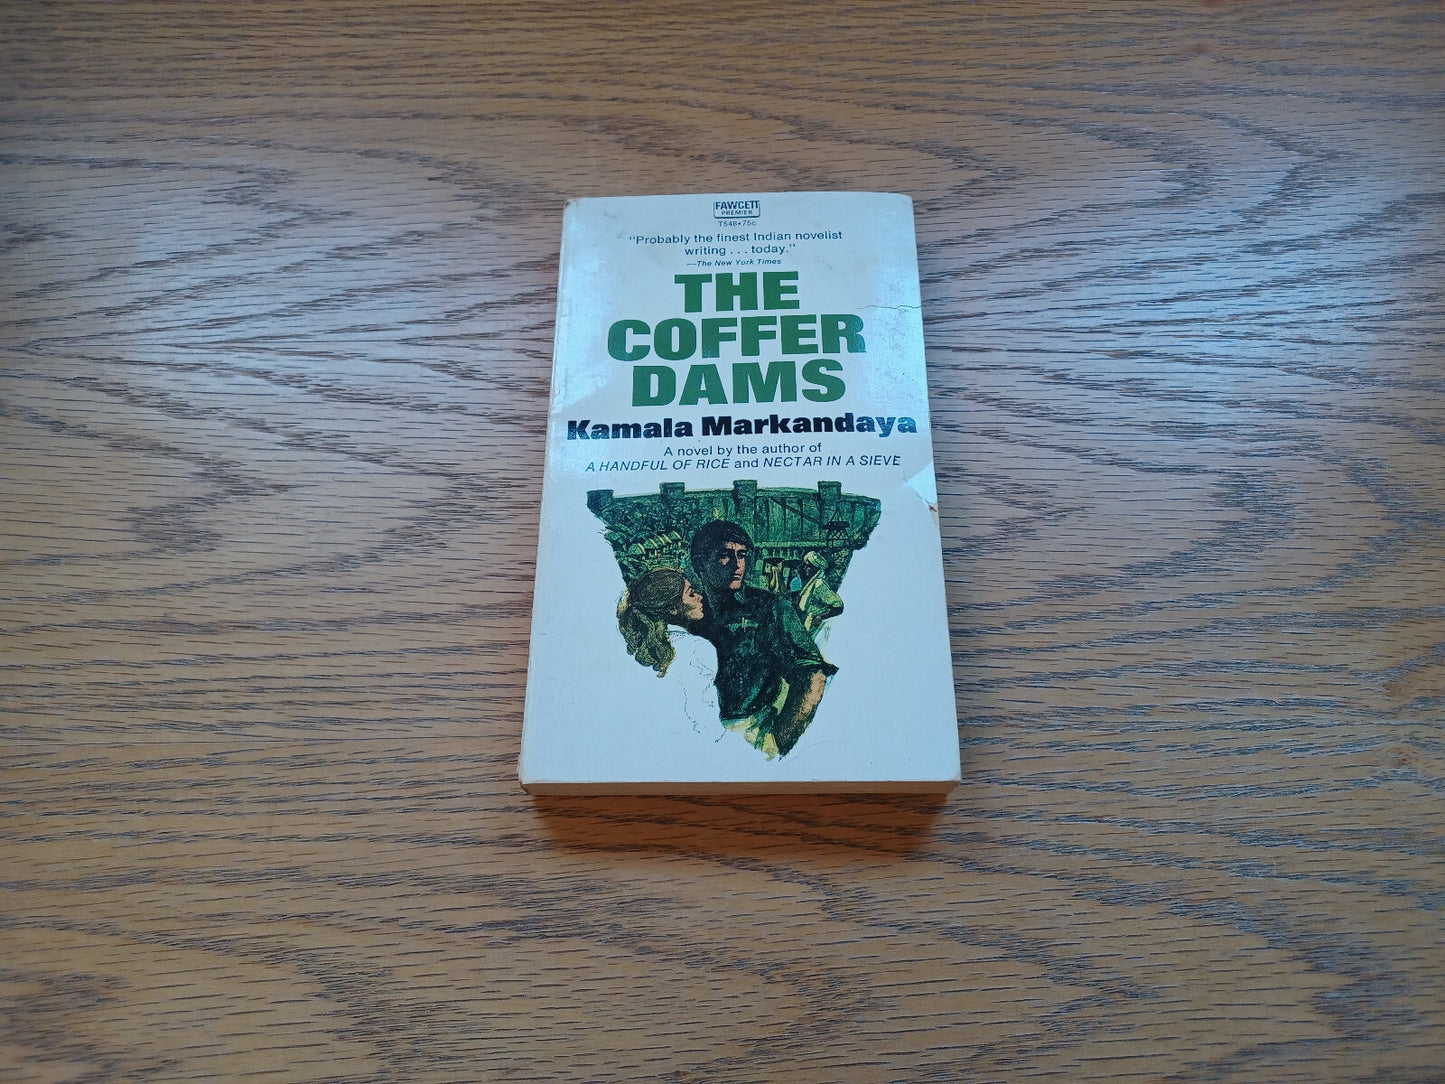 FAWCETT
PREMIER
T548•75c
"Probably the finest Indian novelist
writing . . . today."
—The New York Times
THE
COFFER
DAMS
Kamala Markandaya
A novel by the author of
A HANDFUL OF RICE and NECTAR IN A SIEVE